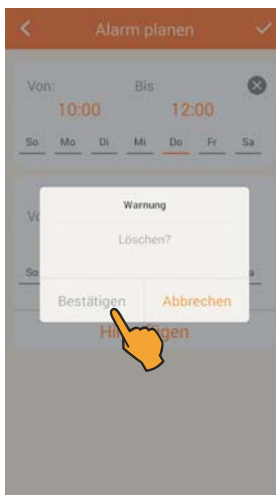 Alarm planen
Von: Bis
10:00 12:00
So Mo Di Mi Do Fr Sa
Warnung
Löschen?
Bestätigen Abbrechen